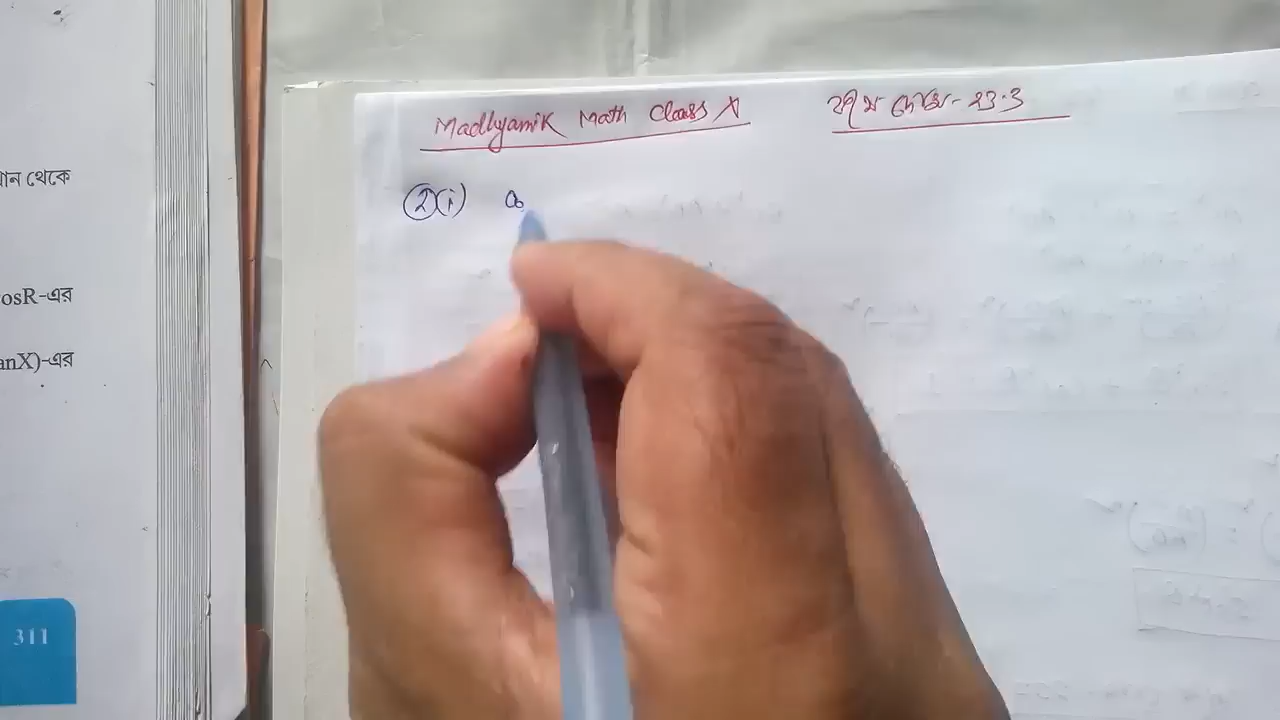 ান থেকে
osR-এর
anX)-এর
311
Madhyamik Math Class X
কষে দেখি - 23.3
2 (i)